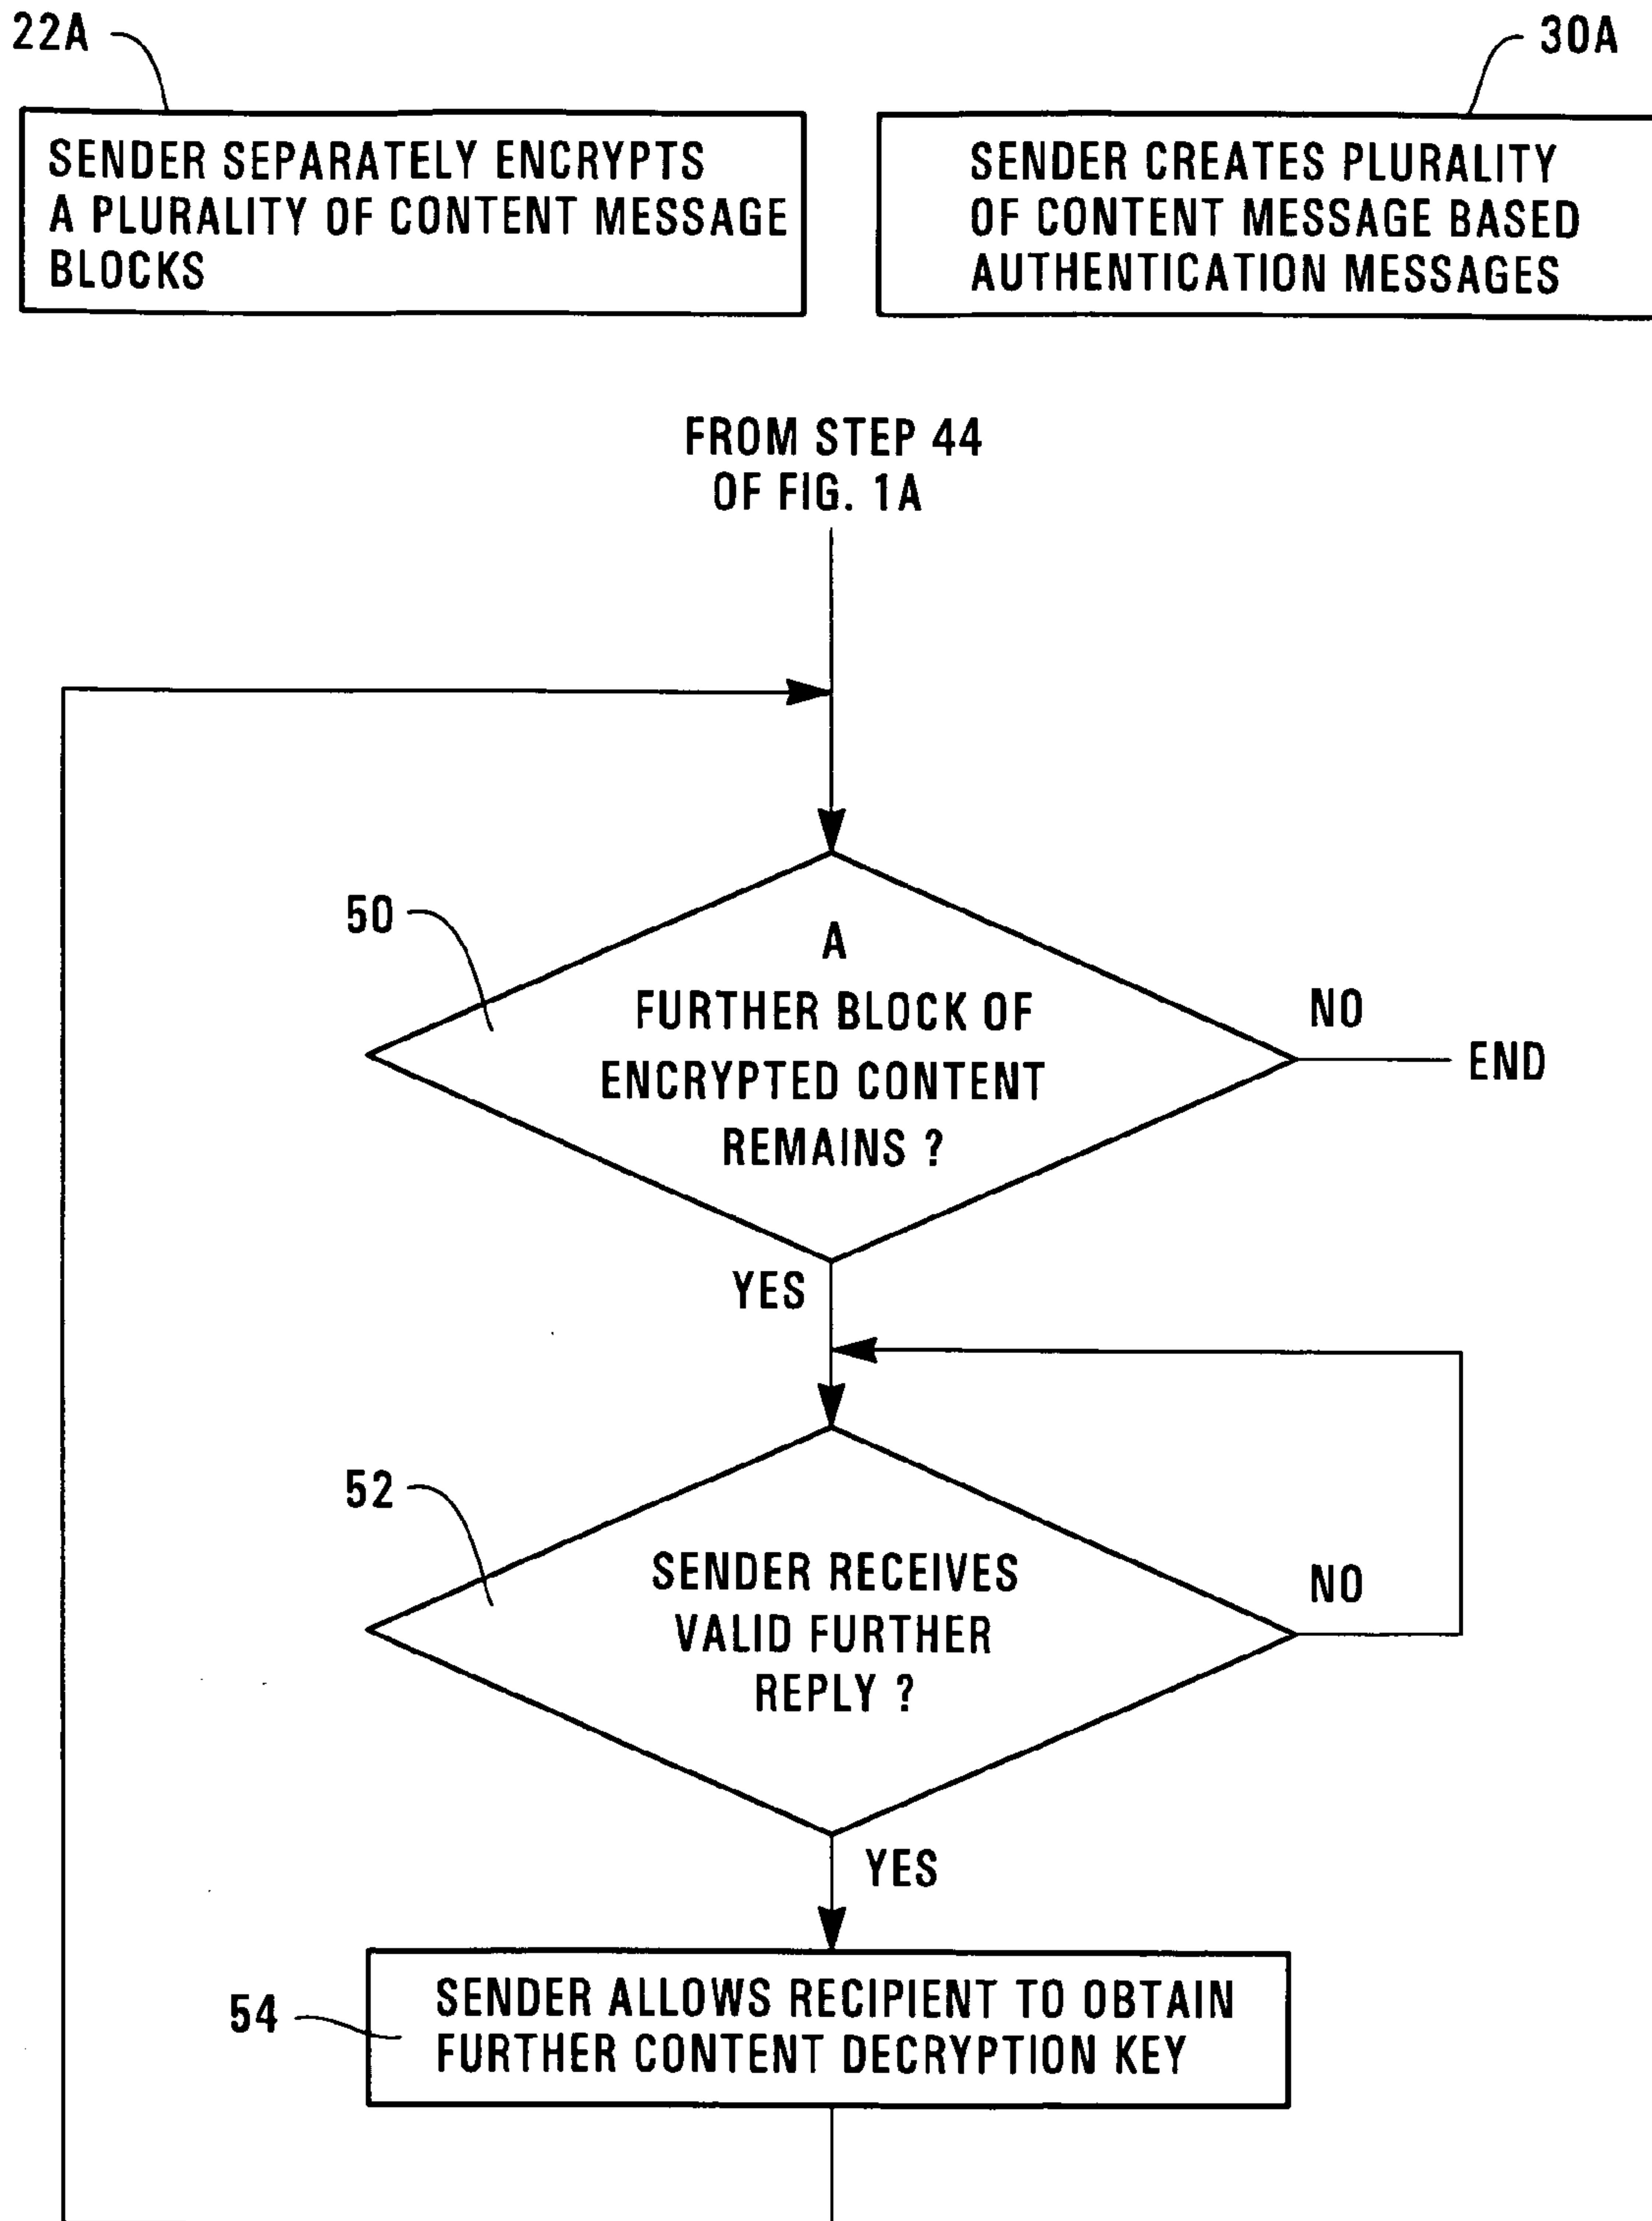 22A
30A
SENDER SEPARATELY ENCRYPTS
A PLURALITY OF CONTENT MESSAGE
BLOCKS
SENDER CREATES PLURALITY
OF CONTENT MESSAGE BASED
AUTHENTICATION MESSAGES
FROM STEP 44
OF FIG. 1A
50
A
FURTHER BLOCK OF
ENCRYPTED CONTENT
REMAINS ?
NO
END
YES
52
SENDER RECEIVES
VALID FURTHER
REPLY ?
NO
YES
54
SENDER ALLOWS RECIPIENT TO OBTAIN
FURTHER CONTENT DECRYPTION KEY